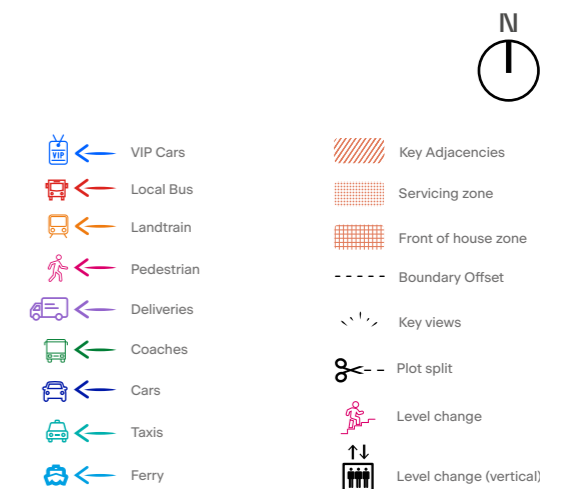 N
VIP
VIP Cars
Local Bus
Landtrain
Pedestrian
Deliveries
Coaches
Cars
Taxis
Ferry
Key Adjacencies
Servicing zone
Front of house zone
Boundary Offset
Key views
Plot split
Level change
Level change (vertical)